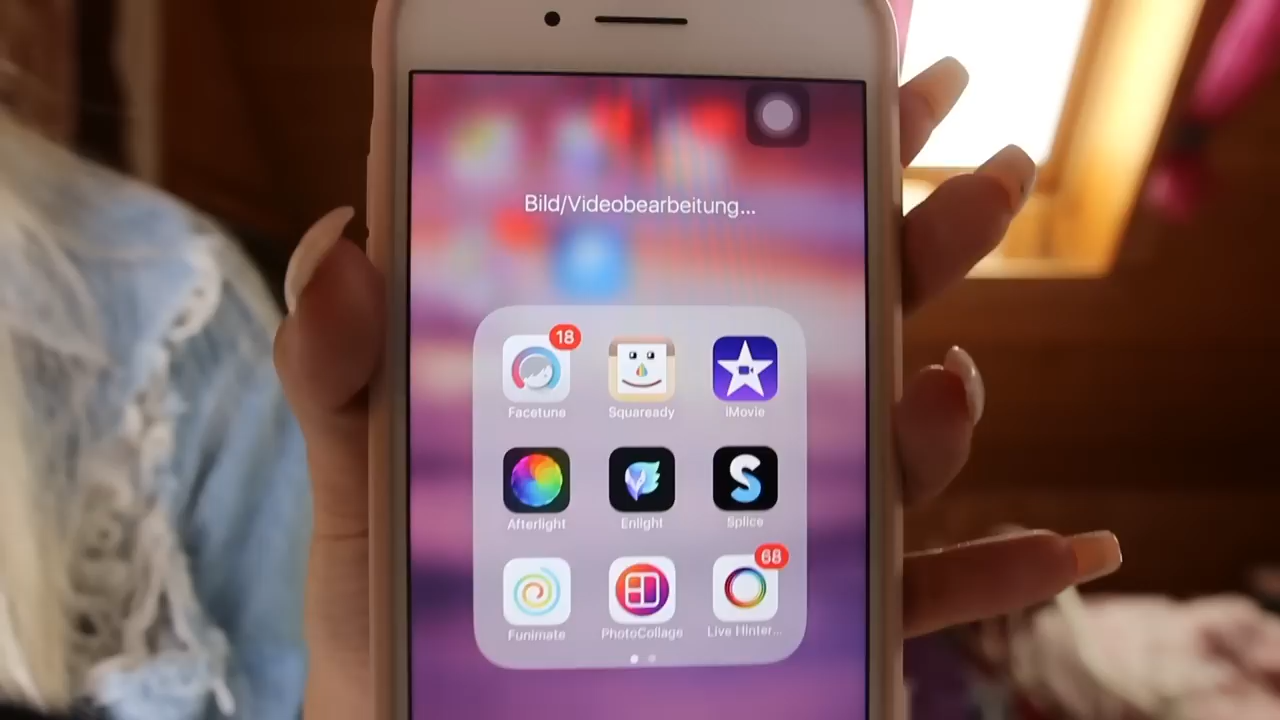 Bild/Videobearbeitung...
18
Facetune Squaready iMovie
Afterlight Enlight Splice
68
Funimate PhotoCollage Live Hinter...